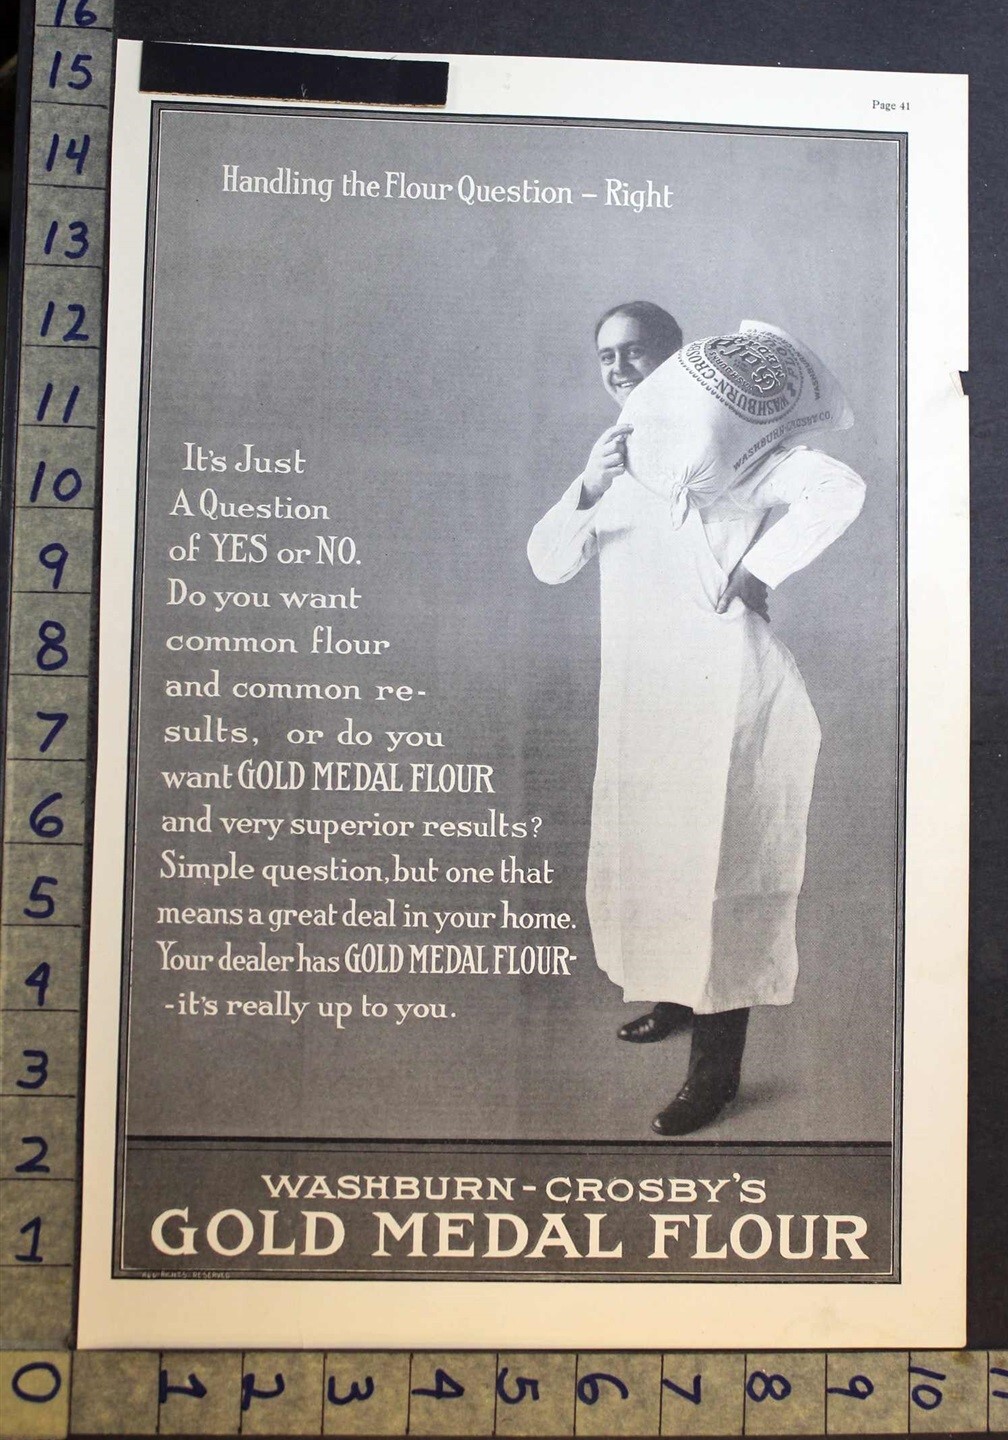 Page 41
Handling the Flour Question – Right
It's Just
A Question
of YES or NO.
Do you want
common flour
and common re-
sults, or do you
want GOLD MEDAL FLOUR
and very superior results?
Simple question, but one that
means a great deal in your home.
Your dealer has GOLD MEDAL FLOUR-
-it's really up to you.
WASHBURN-CROSBY CO.
WASHBURN-CROSBY'S
GOLD MEDAL FLOUR
ALL RIGHTS RESERVED
16
15
14
13
12
11
10
9
8
7
6
5
4
3
2
1
0
1
2
3
4
5
6
7
8
9
10